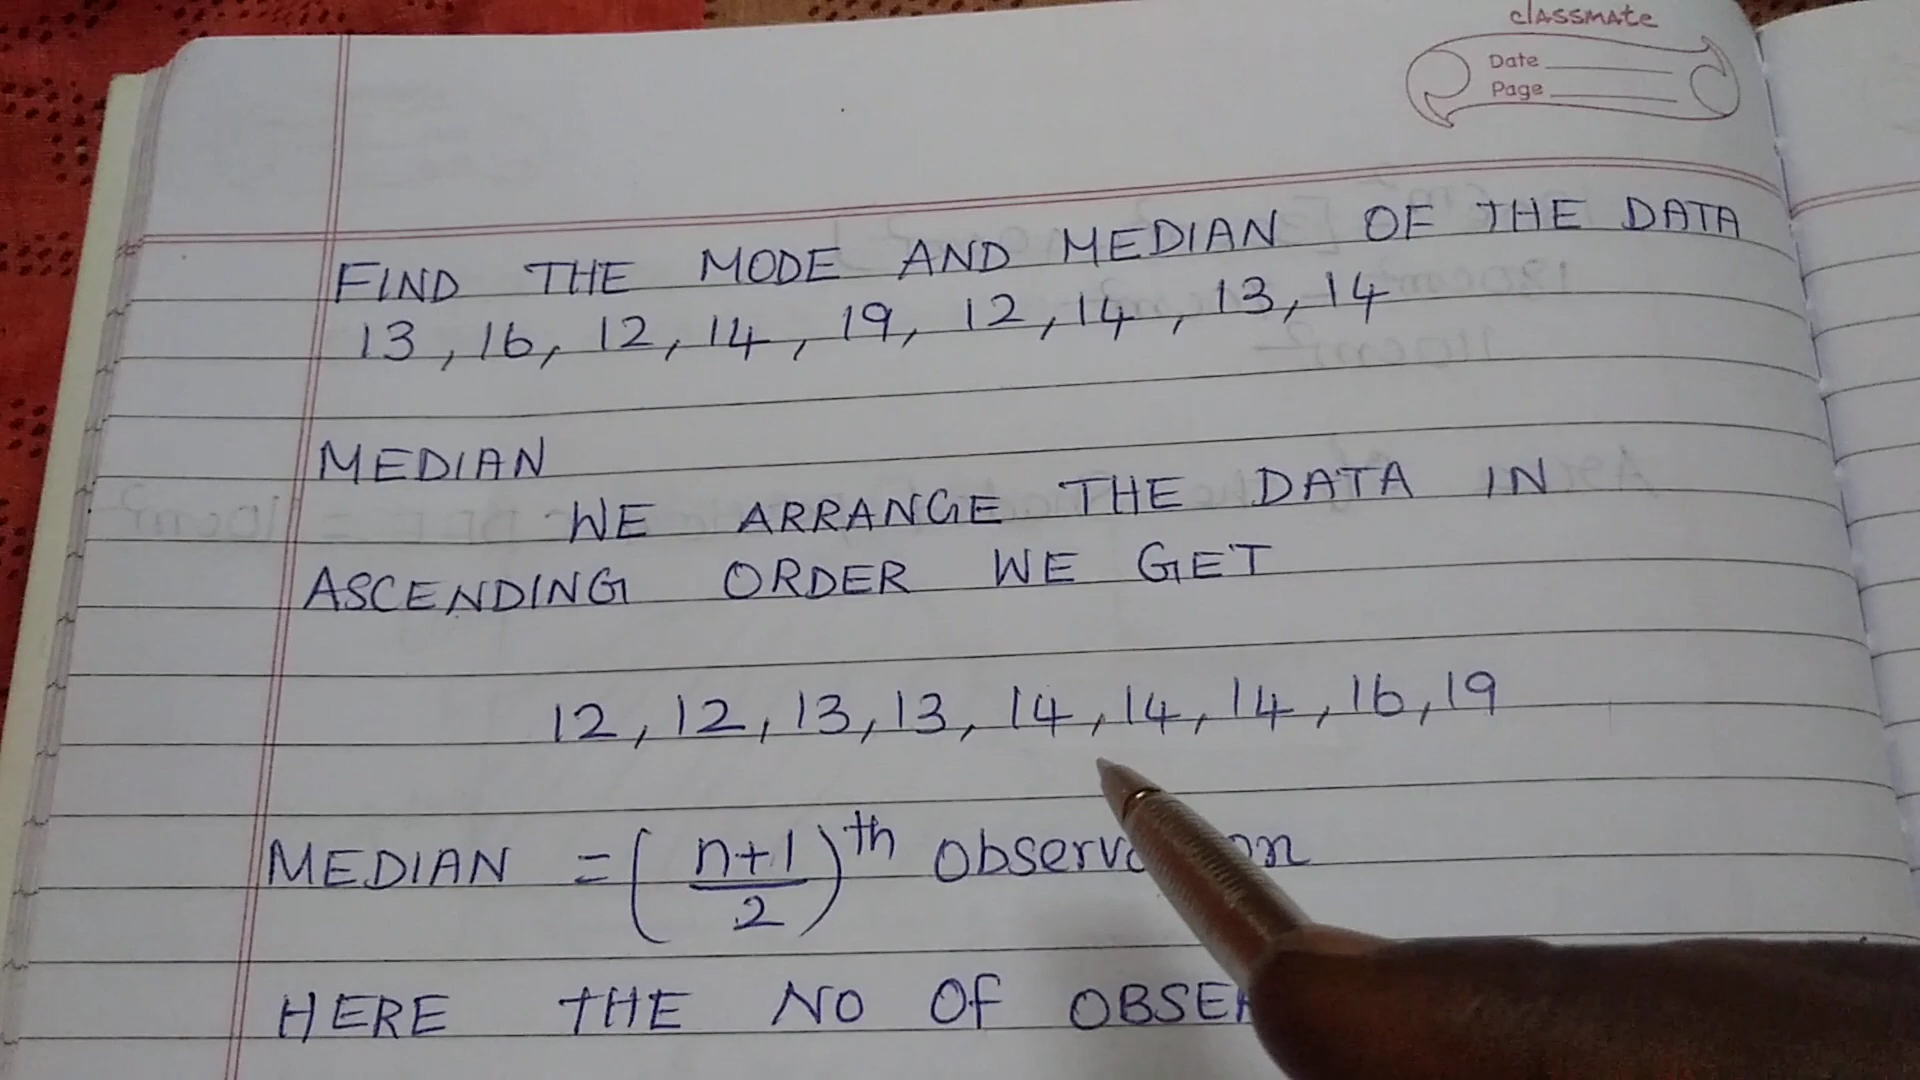 classmate
Date
Page
FIND THE MODE AND MEDIAN OF THE DATA
13, 16, 12, 14, 19, 12, 14, 13, 14
MEDIAN
WE ARRANGE THE DATA IN
ASCENDING ORDER WE GET
12, 12, 13, 13, 14, 14, 14, 16, 19
MEDIAN = (n+1/2)th
HERE THE NO OF